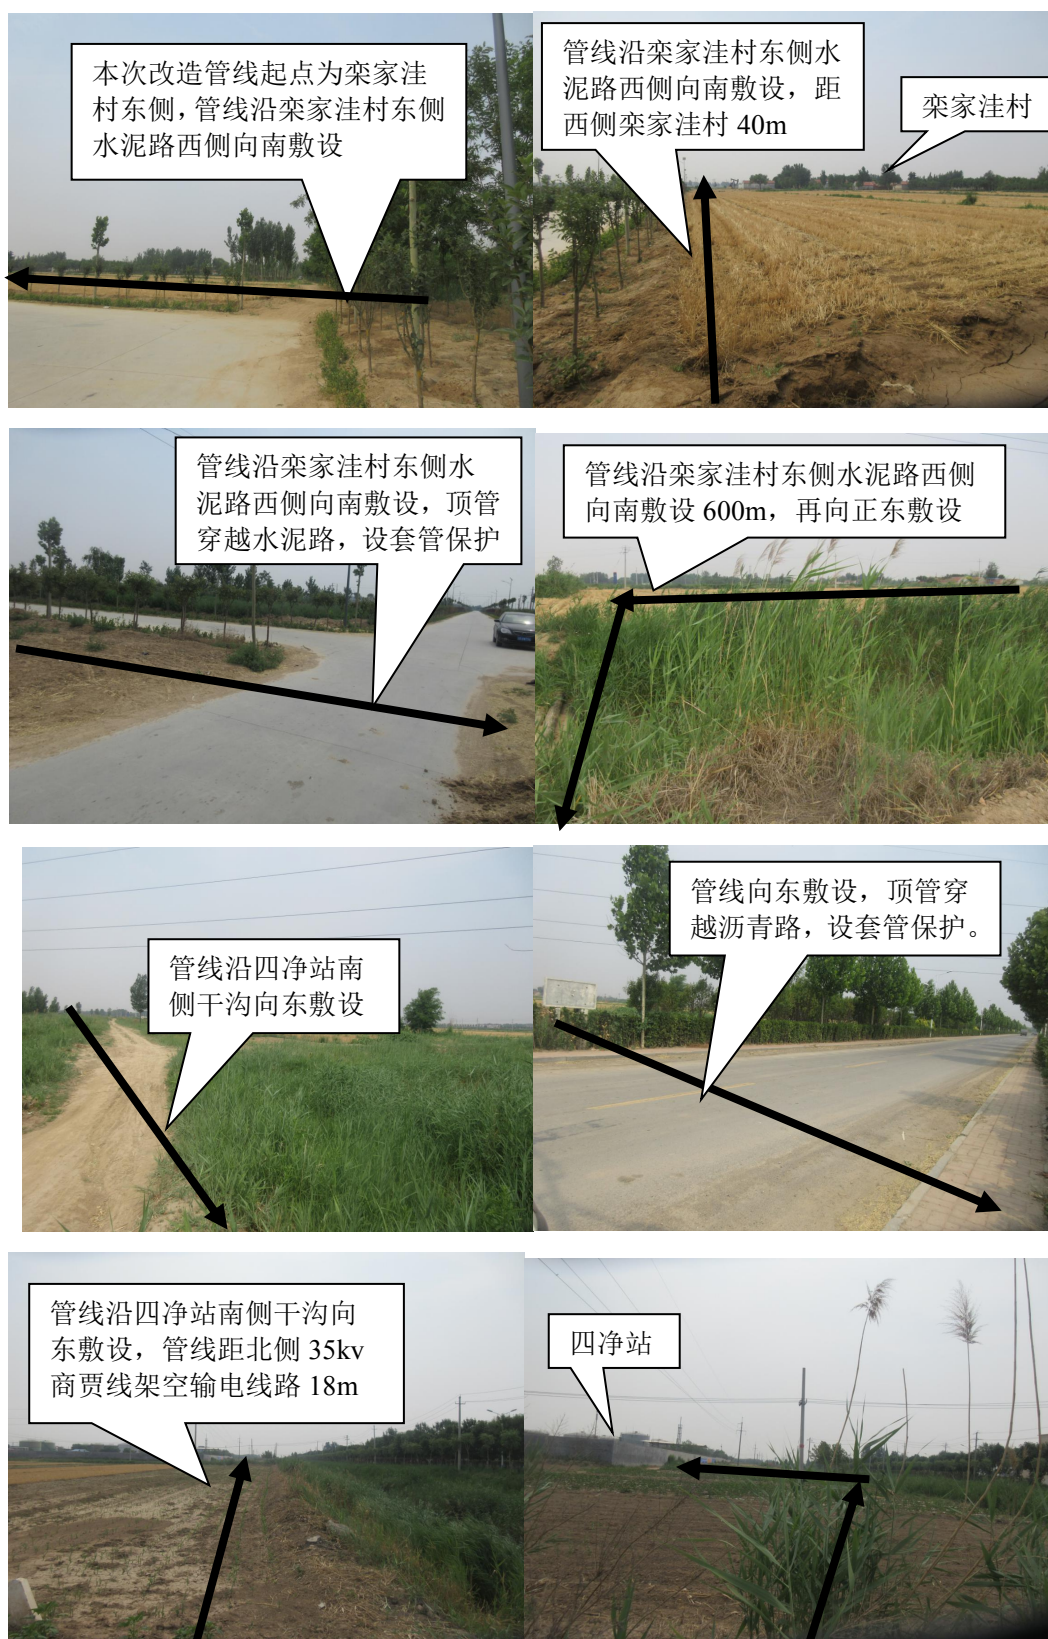 本次改造管线起点为栾家洼
村东侧，管线沿栾家洼村东侧
水泥路西侧向南敷设
管线沿栾家洼村东侧水
泥路西侧向南敷设，距
西侧栾家洼村 40m
栾家洼村
管线沿栾家洼村东侧水
泥路西侧向南敷设，顶管
穿越水泥路，设套管保护
管线沿栾家洼村东侧水泥路西侧
向南敷设 600m，再向正东敷设
管线沿四净站南
侧干沟向东敷设
管线向东敷设，顶管穿
越沥青路，设套管保护。
管线沿四净站南侧干沟向
东敷设，管线距北侧 35kv
商贾线架空输电线路 18m
四净站